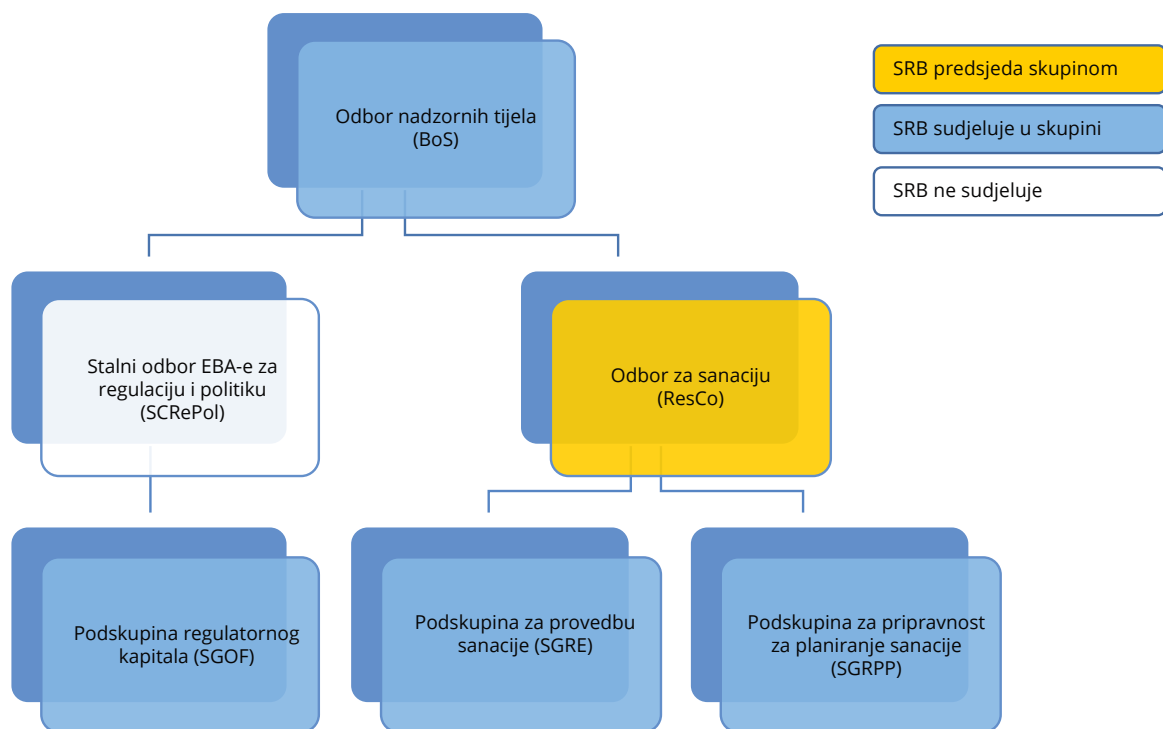 Odbor nadzornih tijela
(BoS)
SRB predsjeda skupinom
SRB sudjeluje u skupini
SRB ne sudjeluje
Stalni odbor EBA-e za
regulaciju i politiku
(SCRePol)
Odbor za sanaciju
(ResCo)
Podskupina regulatornog
kapitala (SGOF)
Podskupina za provedbu
sanacije (SGRE)
Podskupina za pripravnost
za planiranje sanacije
(SGRPP)